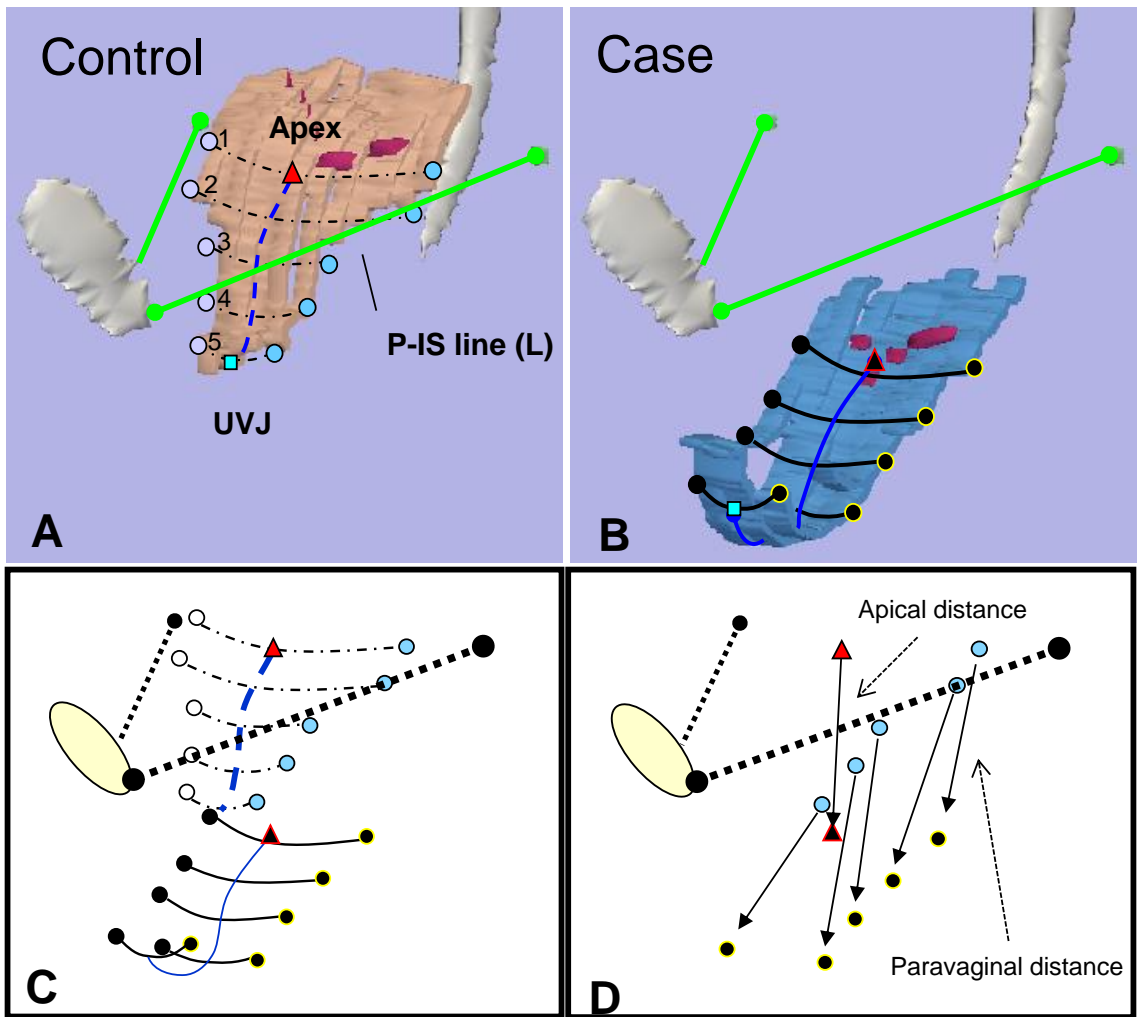 Control
Apex
1
2
3
4
5
P-IS line (L)
UVJ
A
Case
B
C
Apical distance
Paravaginal distance
D